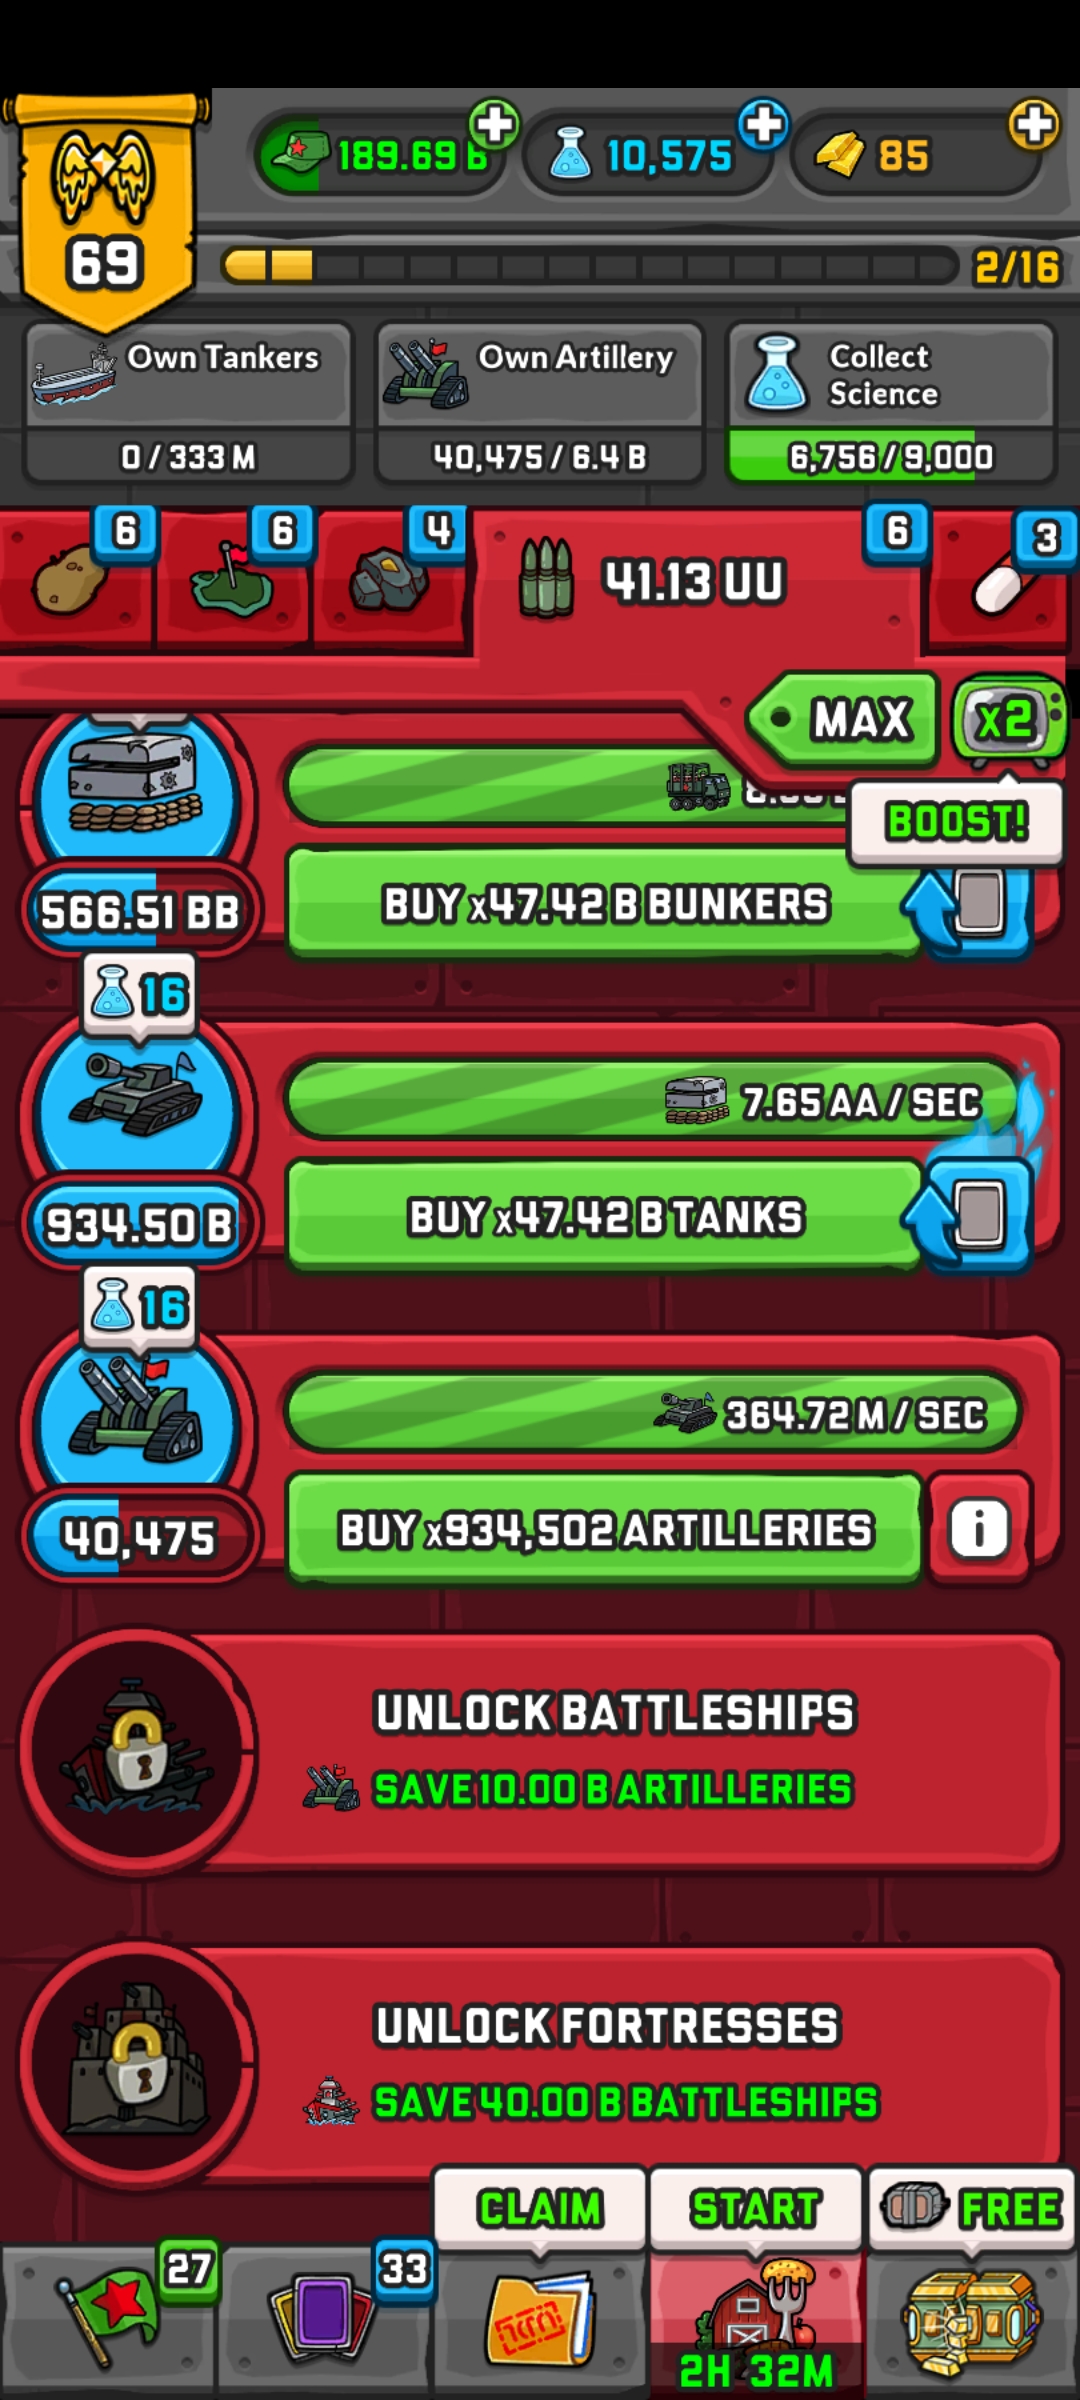 189.69 B
10,575
85
69
2/16
Own Tankers
0 / 333 M
Own Artillery
40,475 / 6.4 B
Collect
Science
6,756 / 9,000
6
6
4
41.13 UU
6
3
MAX
x2
BOOST!
BUY x47.42 B BUNKERS
566.51 BB
16
7.65 AA / SEC
BUY x47.42 B TANKS
934.50 B
16
364.72 M / SEC
BUY x934,502 ARTILLERIES
i
40,475
UNLOCK BATTLESHIPS
SAVE 10.00 B ARTILLERIES
UNLOCK FORTRESSES
SAVE 40.00 B BATTLESHIPS
CLAIM
START
FREE
27
33
2H 32M